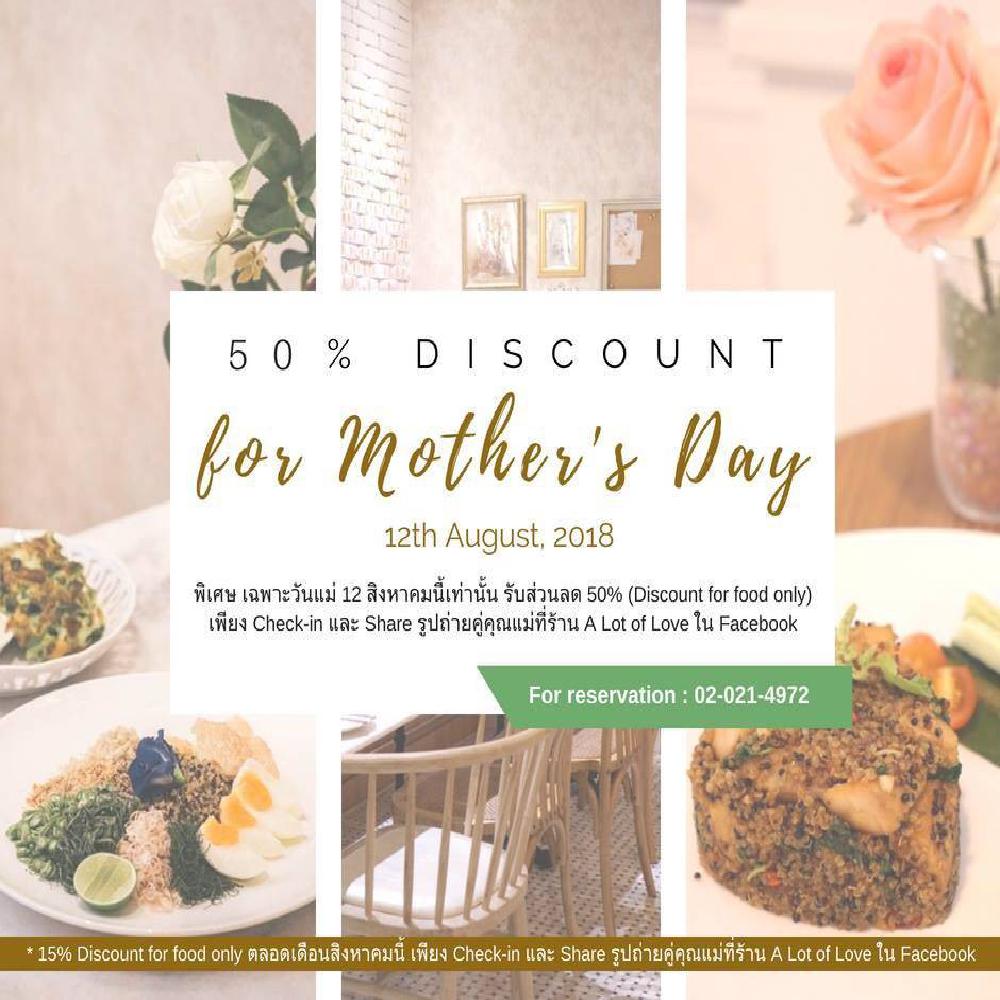 50% DISCOUNT
for Mother's Day
12th August, 2018
พิเศษ เฉพาะวันแม่ 12 สิงหาคมนี้เท่านั้น รับส่วนลด 50% (Discount for food only)
เพียง Check-in และ Share รูปถ่ายคู่คุณแม่ที่ร้าน A Lot of Love ใน Facebook
For reservation : 02-021-4972
* 15% Discount for food only ตลอดเดือนสิงหาคมนี้ เพียง Check-in และ Share รูปถ่ายคู่คุณแม่ที่ร้าน A Lot of Love ใน Facebook